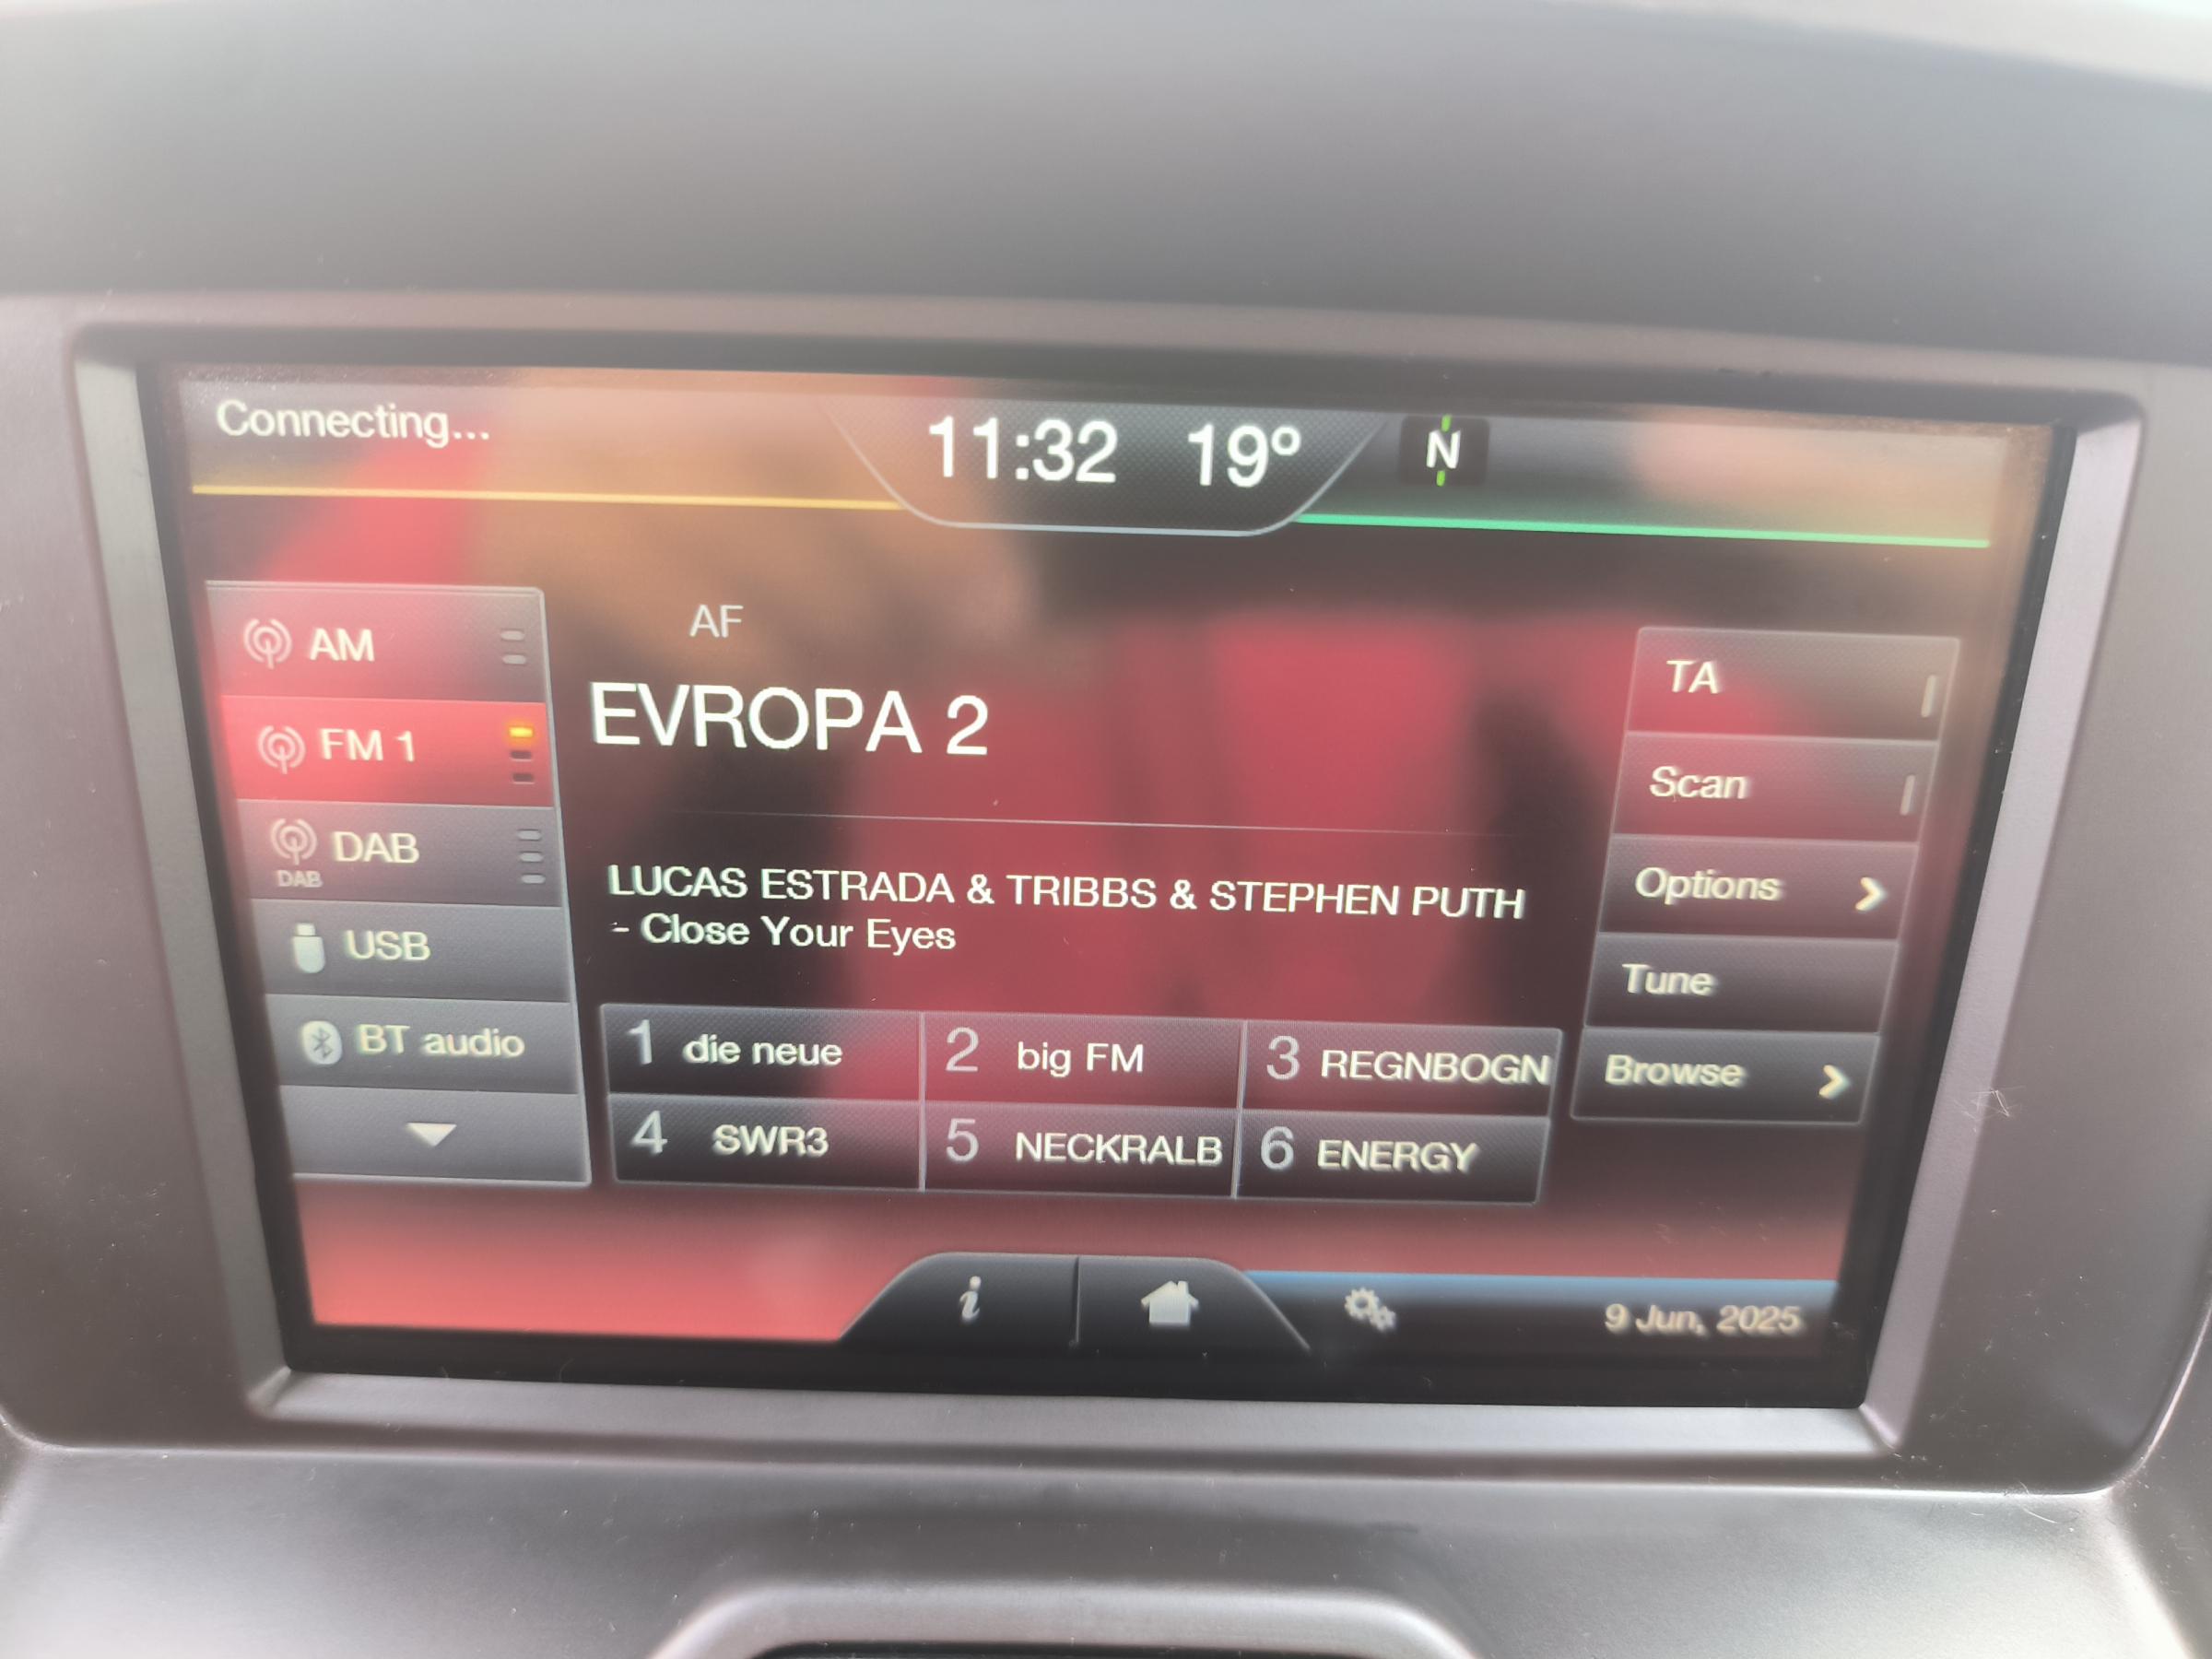 Connecting...
11:32 19° N
AF
EVROPA 2
LUCAS ESTRADA & TRIBBS & STEPHEN PUTH
- Close Your Eyes
AM
FM 1
DAB
DAB
USB
BT audio
1 die neue
2 big FM
3 REGNBOGN
4 SWR3
5 NECKRALB
6 ENERGY
TA
Scan
Options
Tune
Browse
i
9 Jun, 2025